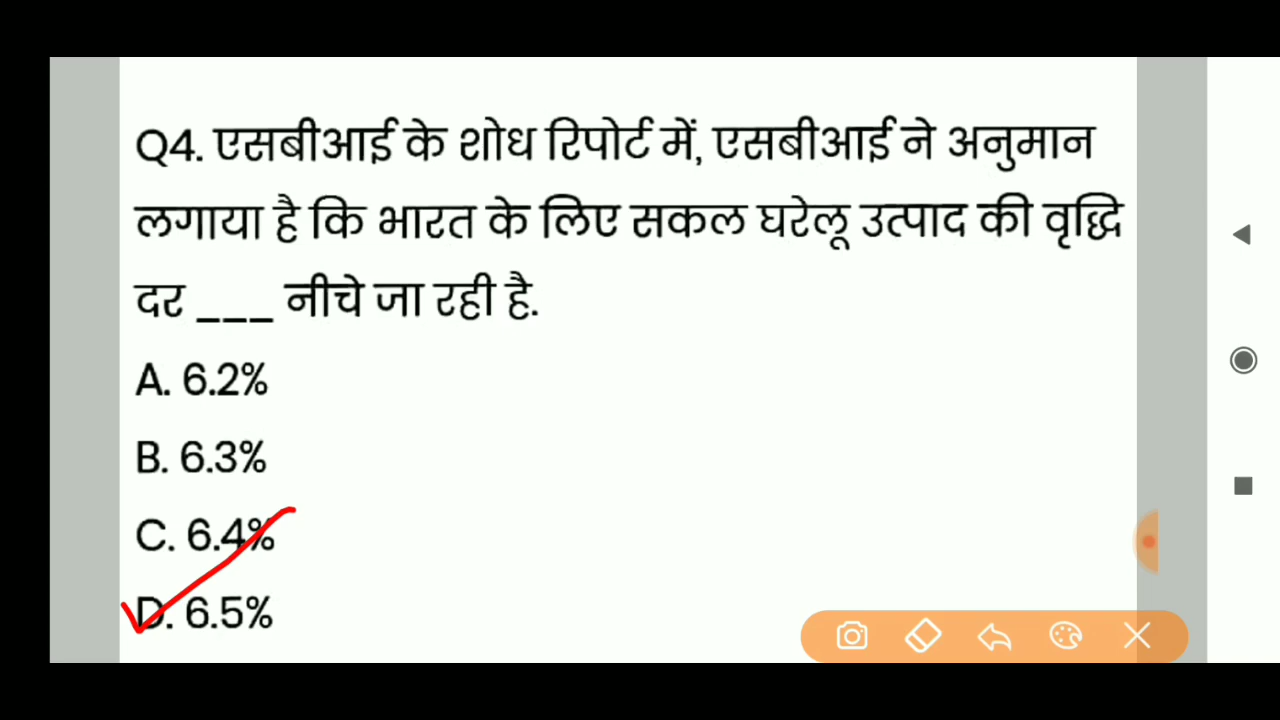 Q4. एसबीआई के शोध रिपोर्ट में, एसबीआई ने अनुमान
लगाया है कि भारत के लिए सकल घरेलू उत्पाद की वृद्धि
दर ___ नीचे जा रही है.
A. 6.2%
B. 6.3%
C. 6.4%
D. 6.5%